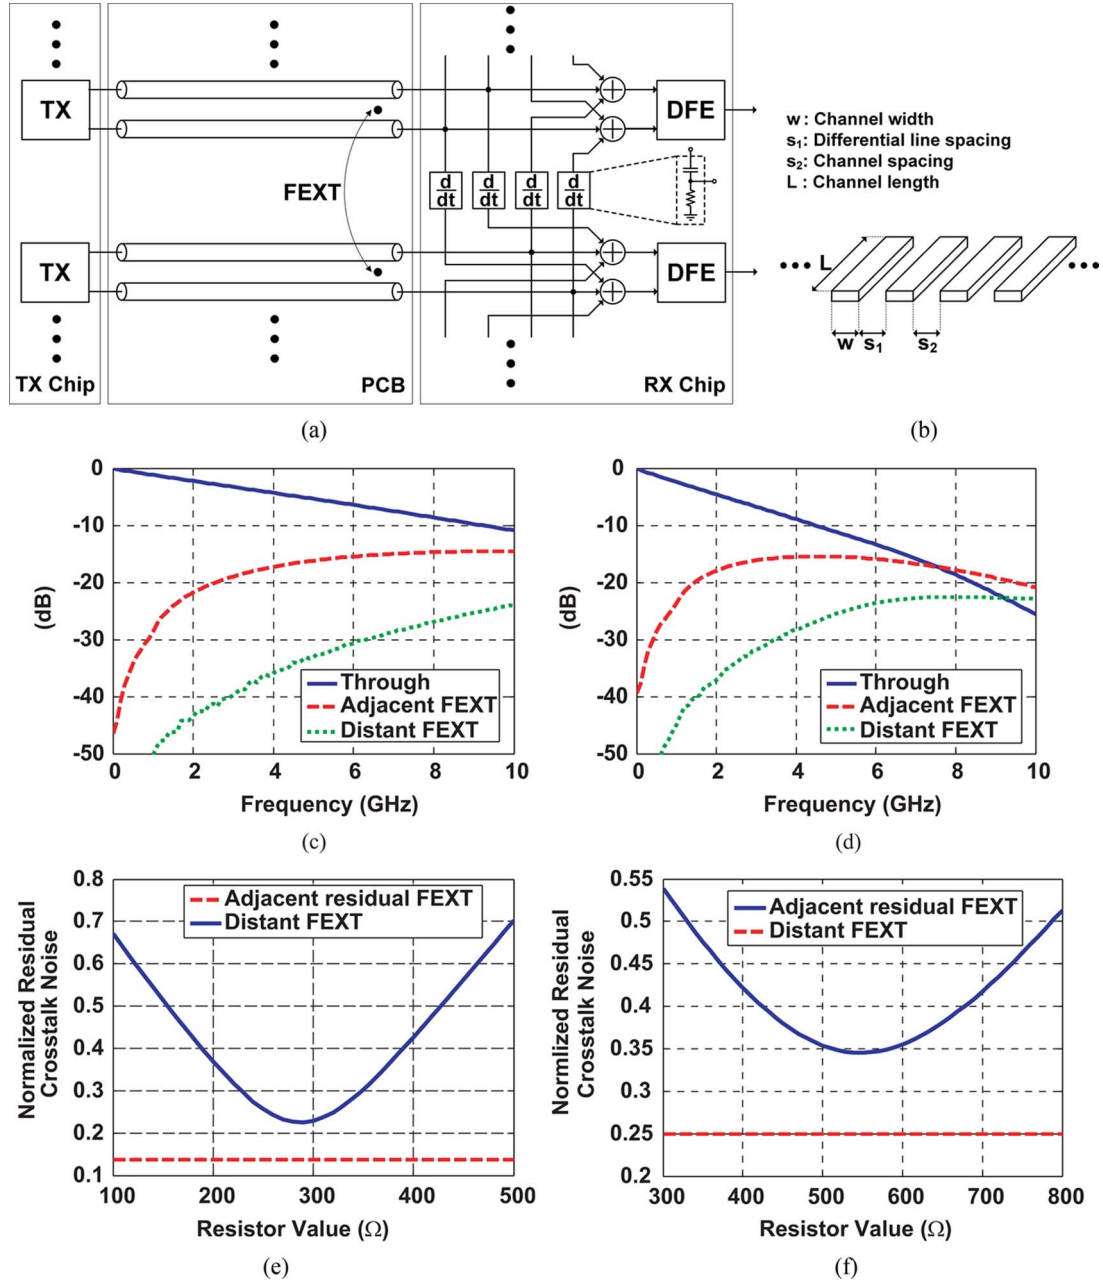 TX
TX
FEXT
TX Chip
PCB
d
dt
d
dt
d
dt
d
dt
DFE
DFE
RX Chip
(a)
w : Channel width
s1: Differential line spacing
s2: Channel spacing
L : Channel length
L
w s1 s2
(b)
0
-10
-20
-30
-40
-50
(dB)
Through
Adjacent FEXT
Distant FEXT
0 2 4 6 8 10
Frequency (GHz)
(c)
0
-10
-20
-30
-40
-50
(dB)
Through
Adjacent FEXT
Distant FEXT
0 2 4 6 8 10
Frequency (GHz)
(d)
0.8
0.7
0.6
0.5
0.4
0.3
0.2
0.1
Normalized Residual
Crosstalk Noise
Adjacent residual FEXT
Distant FEXT
100 200 300 400 500
Resistor Value (Ω)
(e)
0.55
0.5
0.45
0.4
0.35
0.3
0.25
0.2
Normlized Residual
Crosstalk Noise
Adjacent residual FEXT
Distant FEXT
300 400 500 600 700 800
Resistor Value (Ω)
(f)